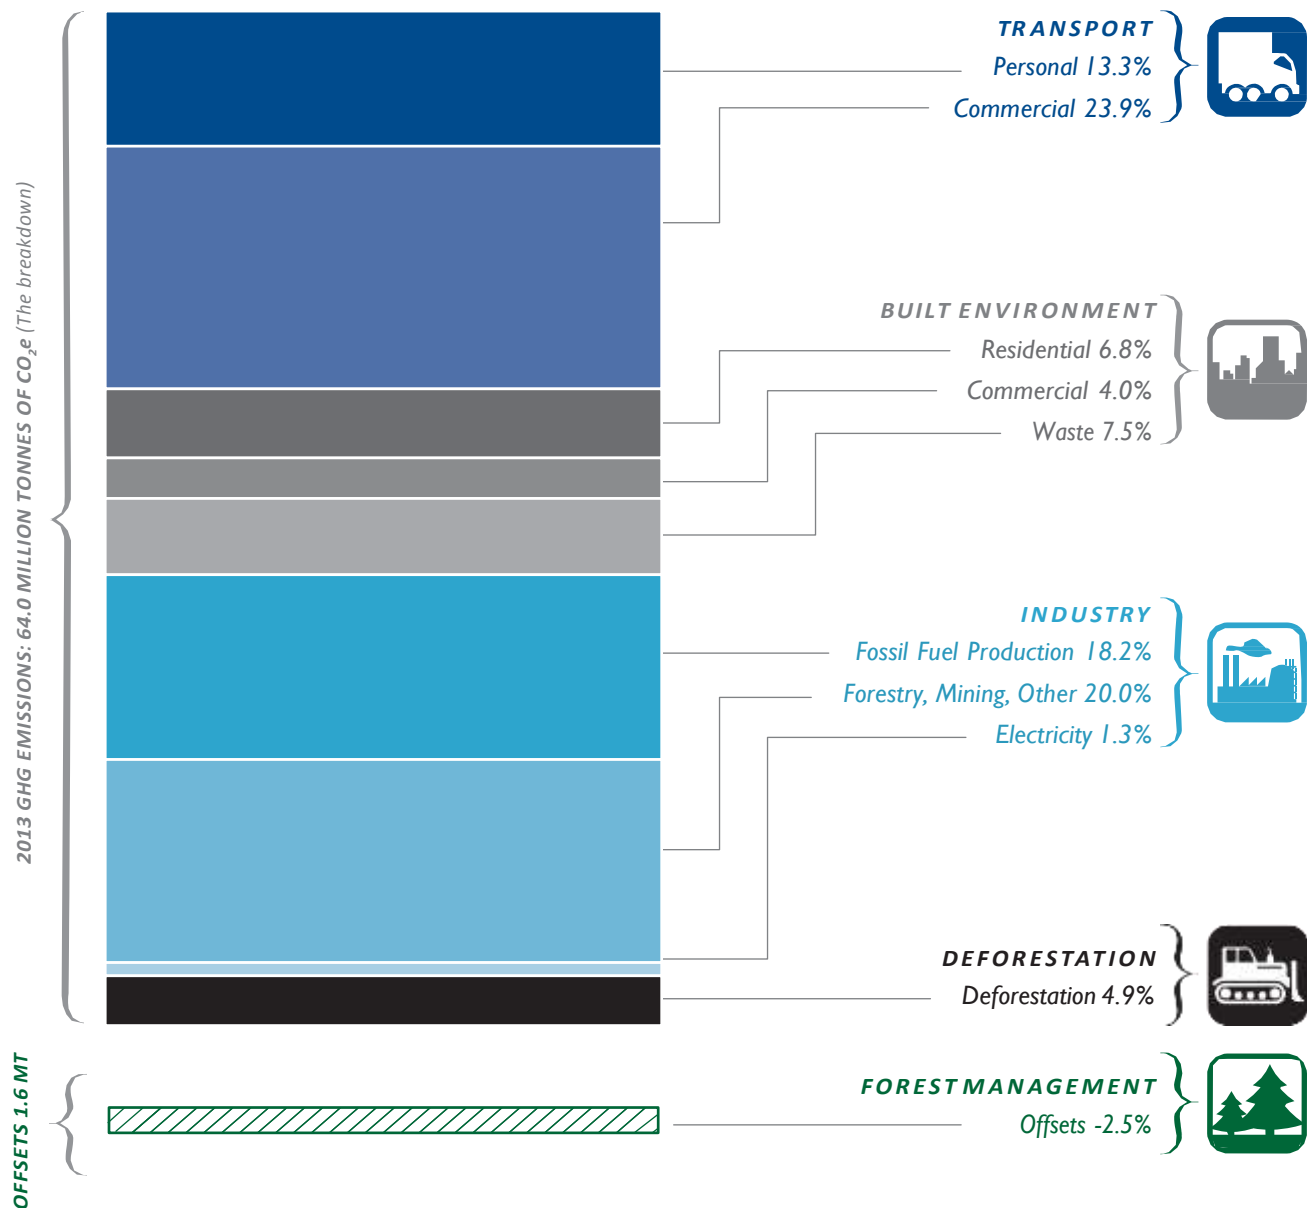 2013 GHG EMISSIONS: 64.0 MILLION TONNES OF CO₂e (The breakdown)
TRANSPORT
Personal 13.3%
Commercial 23.9%
BUILT ENVIRONMENT
Residential 6.8%
Commercial 4.0%
Waste 7.5%
INDUSTRY
Fossil Fuel Production 18.2%
Forestry, Mining, Other 20.0%
Electricity 1.3%
DEFORESTATION
Deforestation 4.9%
OFFSETS 1.6 MT
FOREST MANAGEMENT
Offsets -2.5%